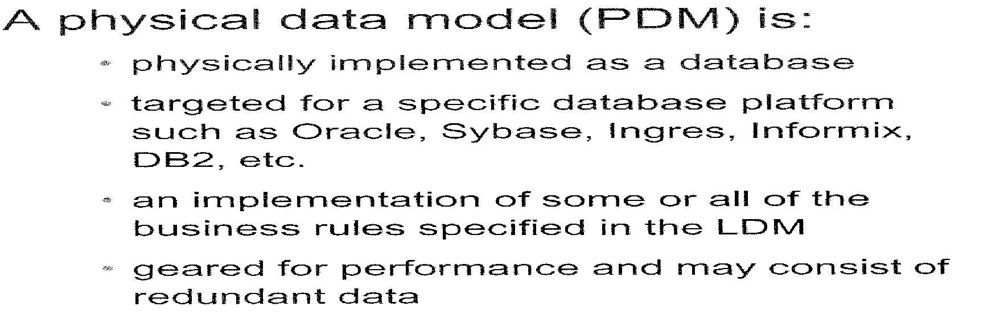 A physical data model (PDM) is:
• physically implemented as a database
• targeted for a specific database platform
such as Oracle, Sybase, Ingres, Informix,
DB2, etc.
• an implementation of some or all of the
business rules specified in the LDM
• geared for performance and may consist of
redundant data